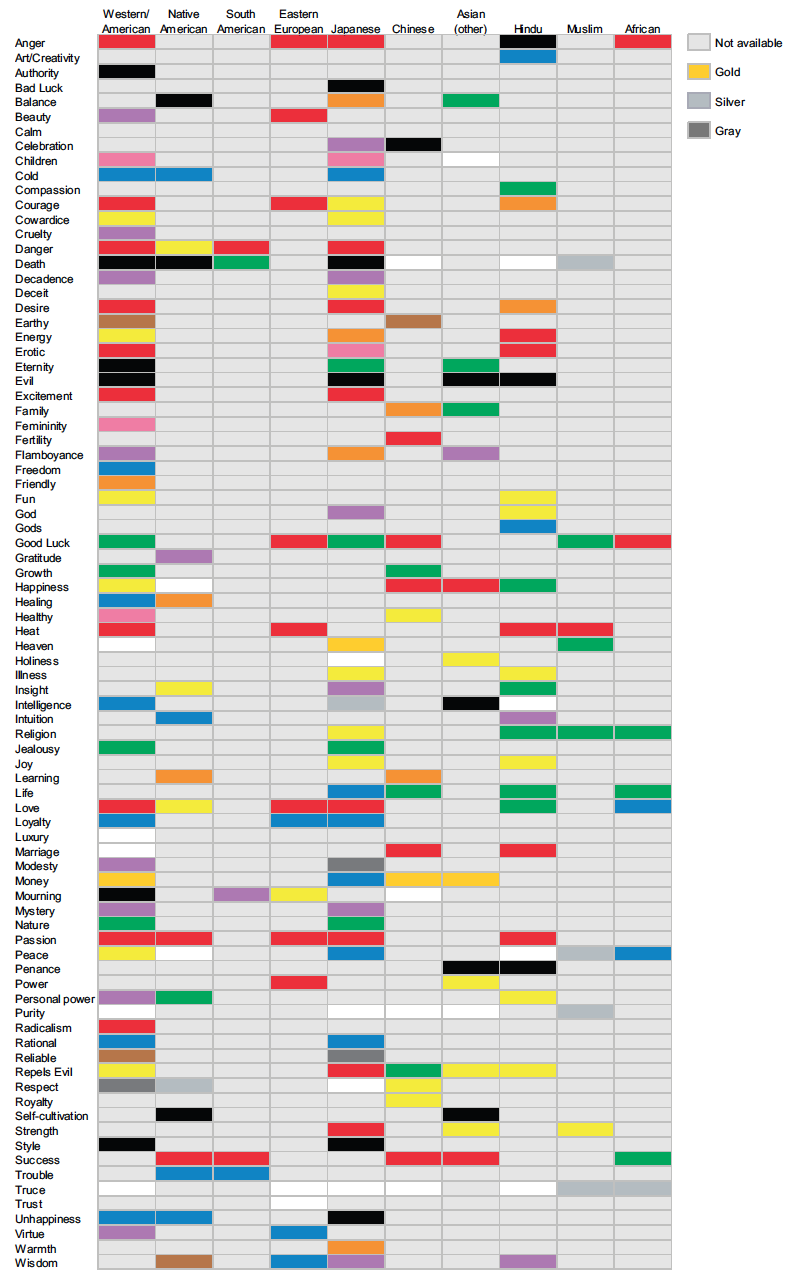 Western/ Native South Eastern Asian
American American American European Japanese Chinese (other) Hindu Muslim African
Anger
Not available
Art/Creativity
Authority
Gold
Bad Luck
Balance
Silver
Beauty
Calm
Gray
Celebration
Children
Cold
Compassion
Courage
Cowardice
Cruelty
Danger
Death
Decadence
Deceit
Desire
Earthy
Energy
Erotic
Eternity
Evil
Excitement
Family
Femininity
Fertility
Flamboyance
Freedom
Friendly
Fun
God
Gods
Good Luck
Gratitude
Growth
Happiness
Healing
Healthy
Heat
Heaven
Holiness
Illness
Insight
Intelligence
Intuition
Religion
Jealousy
Joy
Learning
Life
Love
Loyalty
Luxury
Marriage
Modesty
Money
Mourning
Mystery
Nature
Passion
Peace
Penance
Power
Personal power
Purity
Radicalism
Rational
Reliable
Repels Evil
Respect
Royalty
Self-cultivation
Strength
Style
Success
Trouble
Truce
Trust
Unhappiness
Virtue
Warmth
Wisdom